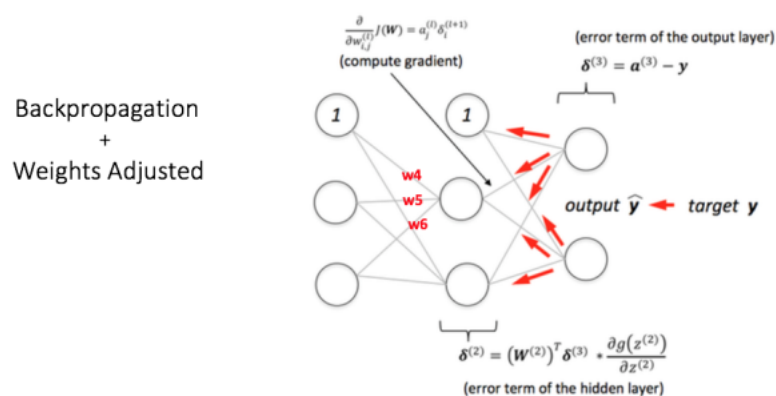 Backpropagation
+
Weights Adjusted
∂/∂w_{i,j}^{(l)} J(W) = a_j^{(l)} δ_i^{(l+1)}
(compute gradient)
(error term of the output layer)
δ^{(3)} = a^{(3)} − y
1
1
w4
w5
w6
output ŷ
target y
δ^{(2)} = (W^{(2)})^T δ^{(3)} * ∂g(z^{(2)})/∂z^{(2)}
(error term of the hidden layer)